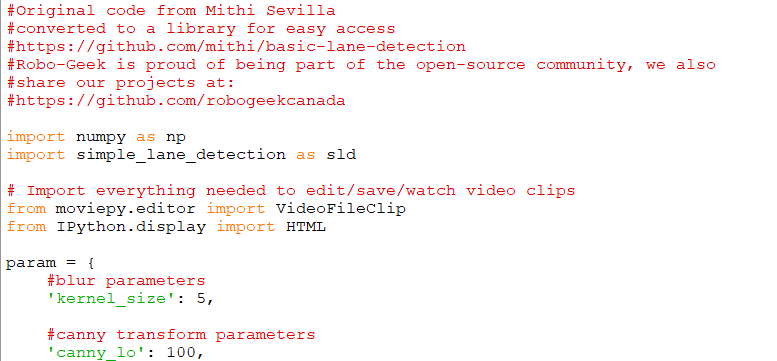 #Original code from Mithi Sevilla
#converted to a library for easy access
#https://github.com/mithi/basic-lane-detection
#Robo-Geek is proud of being part of the open-source community, we also
#share our projects at:
#https://github.com/robogeekcanada
import numpy as np
import simple_lane_detection as sld
# Import everything needed to edit/save/watch video clips
from moviepy.editor import VideoFileClip
from IPython.display import HTML
param = {
#blur parameters
'kernel_size': 5,
#canny transform parameters
'canny_lo': 100,